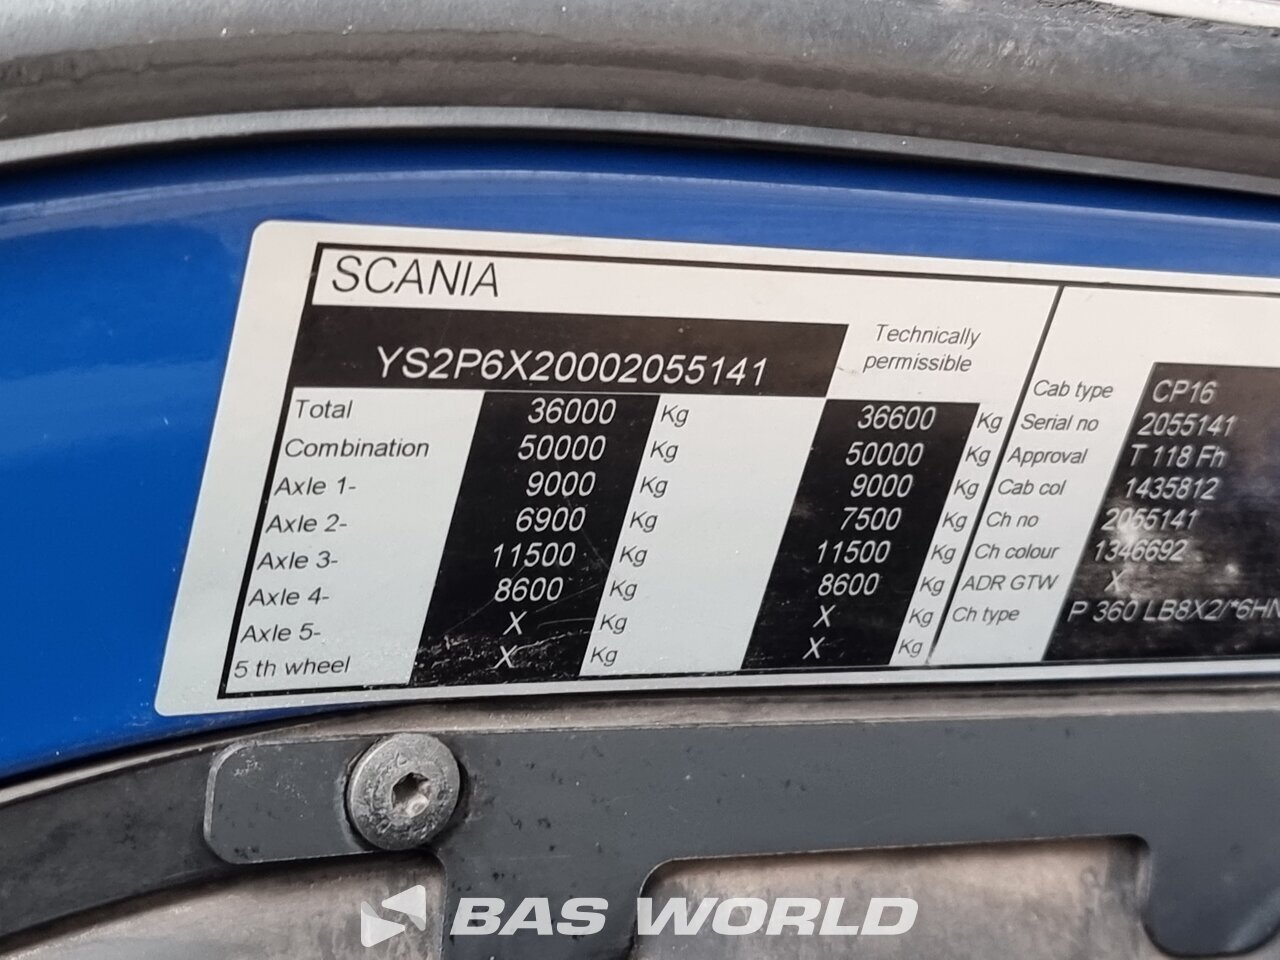 SCANIA
YS2P6X20002055141
Technically
permissible
Total 36000 Kg 36600 Kg
Combination 50000 Kg 50000 Kg
Axle 1- 9000 Kg 9000 Kg
Axle 2- 6900 Kg 7500 Kg
Axle 3- 11500 Kg 11500 Kg
Axle 4- 8600 Kg 8600 Kg
Axle 5- X Kg X Kg
5 th wheel X Kg X Kg
Cab type CP16
Serial no 2055141
Approval T 118 Fh
Cab col 1435812
Ch no 2055141
Ch colour 1346692
ADR GTW X
Ch type P 360 LB8X2/*6HN
BAS WORLD